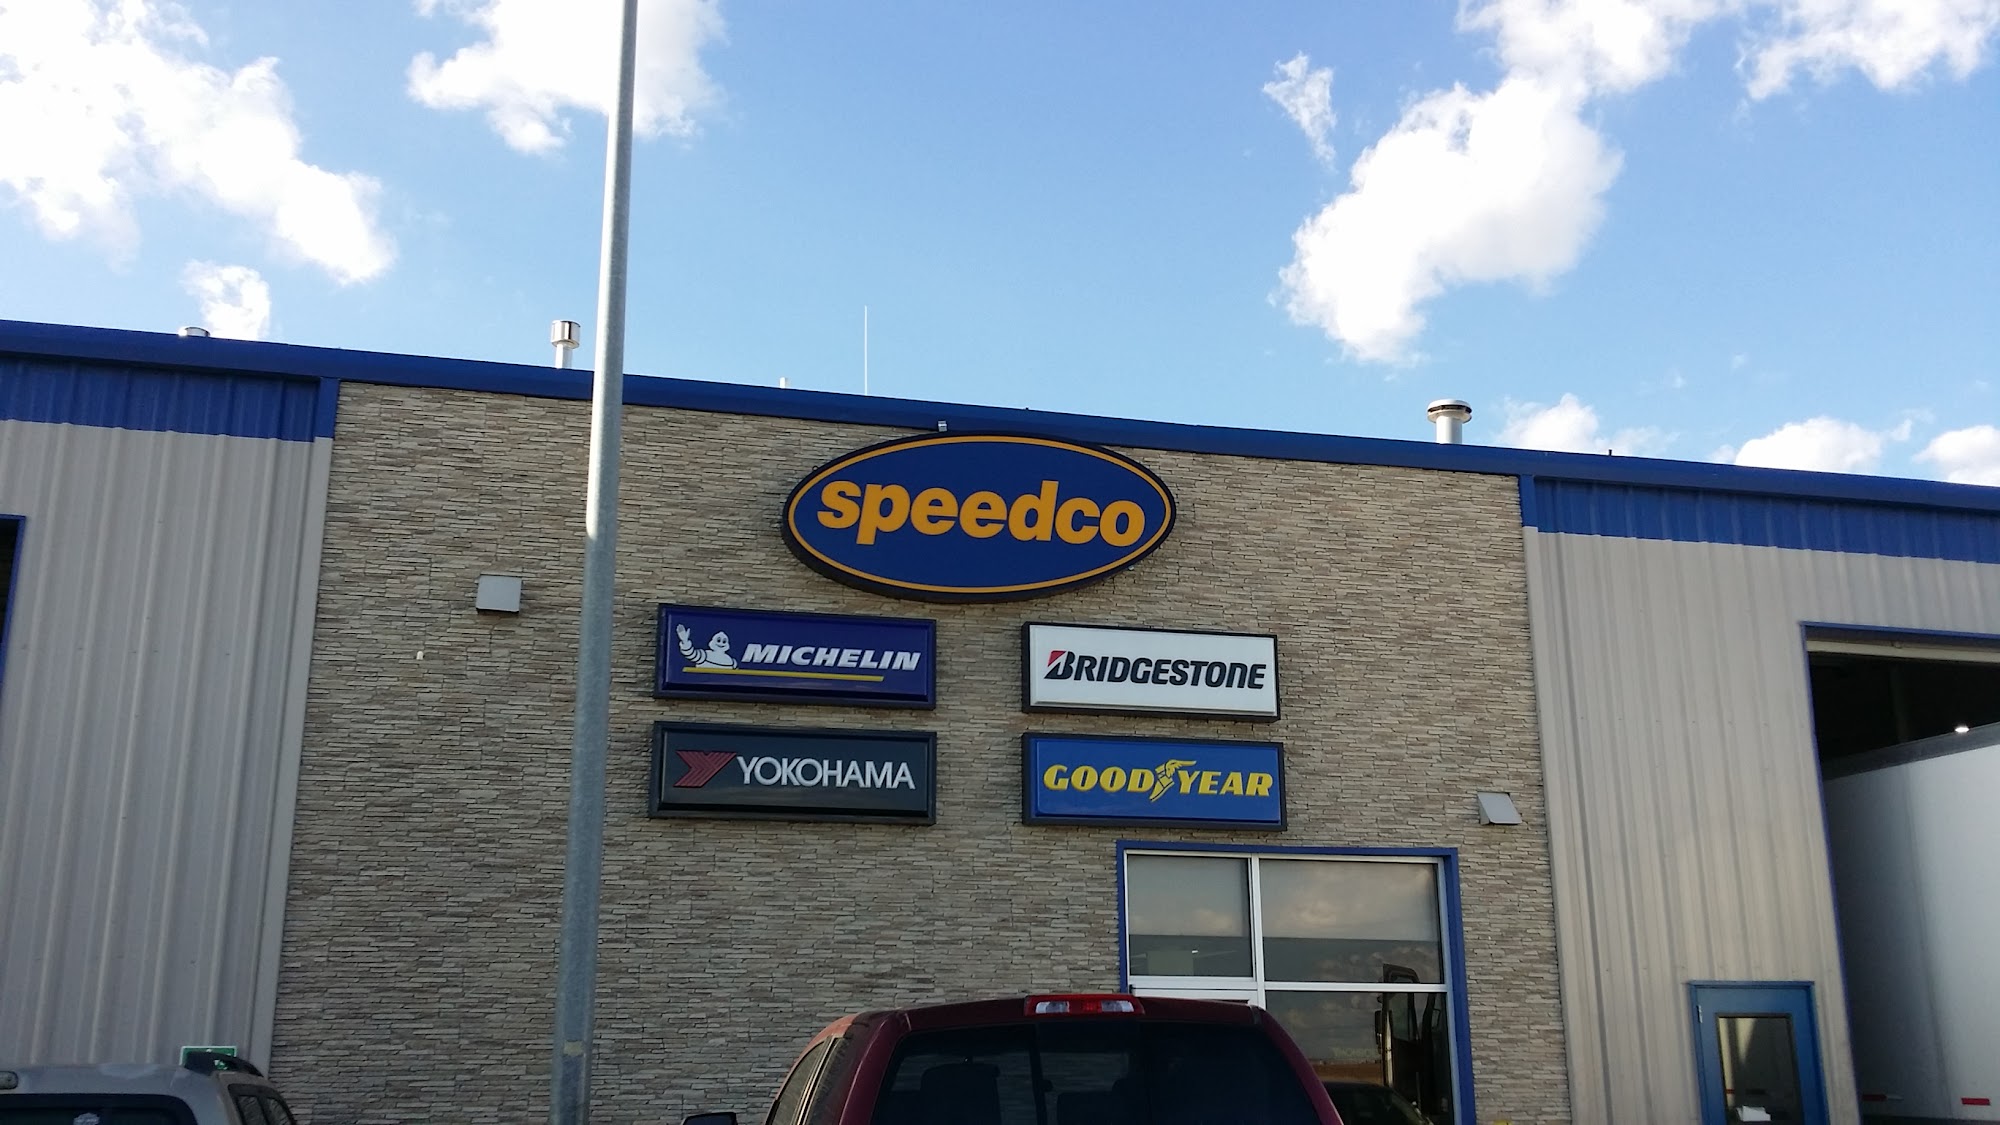 speedco
MICHELIN
BRIDGESTONE
YOKOHAMA
GOODYEAR